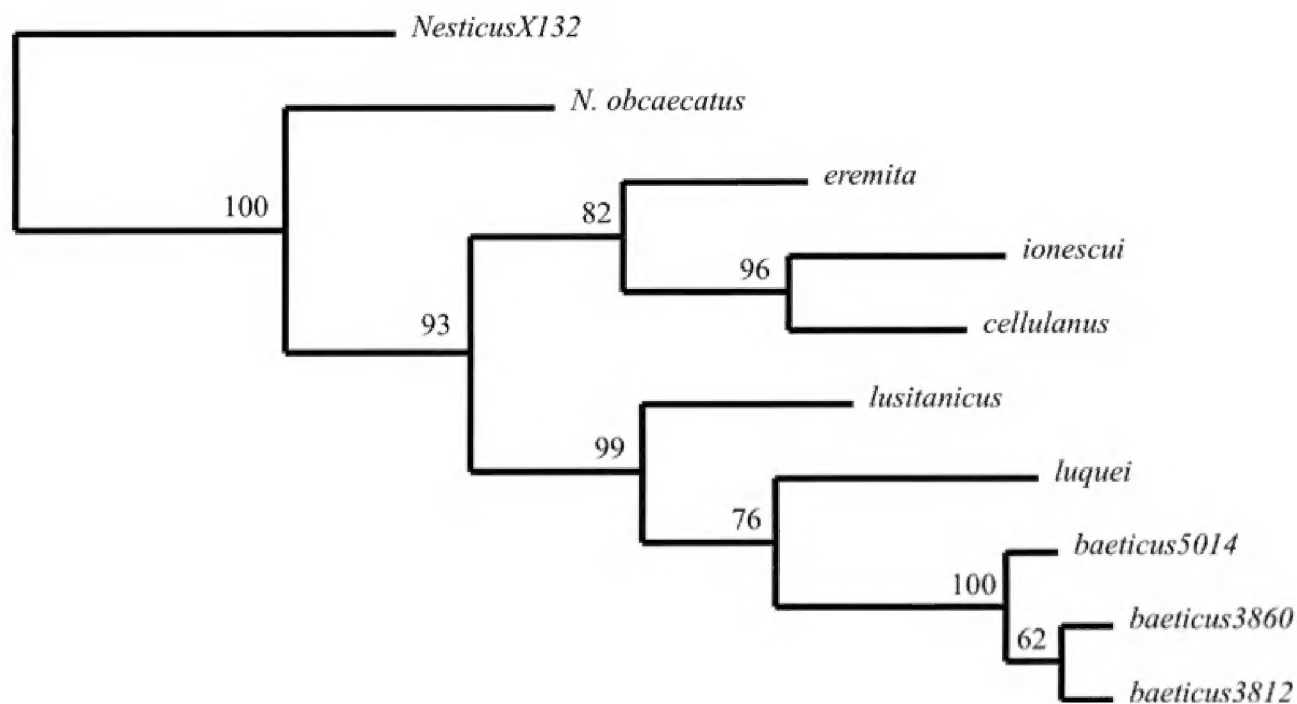 NesticusX132
N. obcaecatus
eremita
100
82
ionescui
96
cellulanus
93
lusitanicus
99
luquei
76
baeticus5014
100
baeticus3860
62
baeticus3812